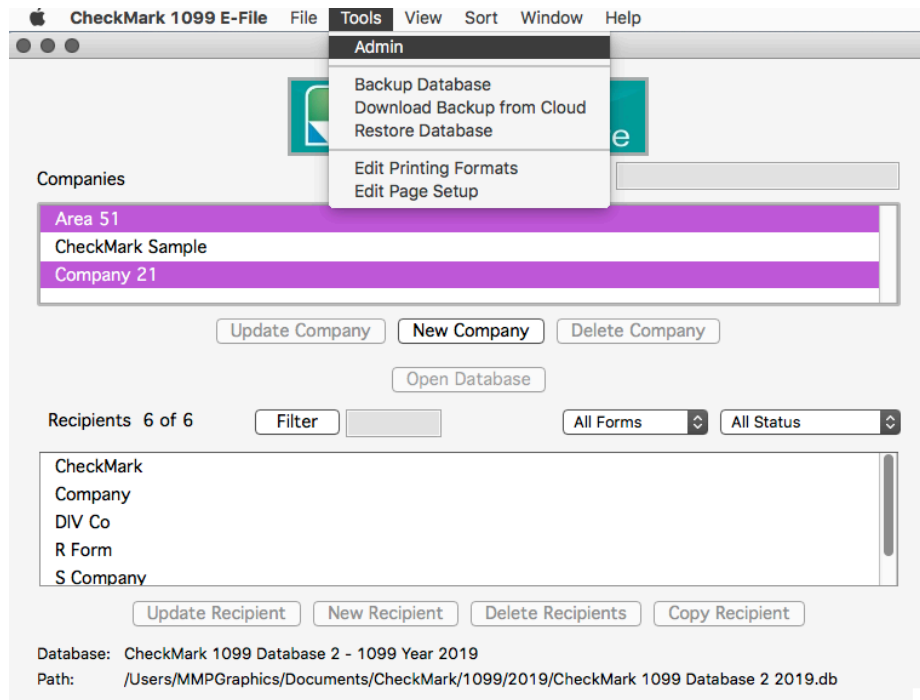 CheckMark 1099 E-File File Tools View Sort Window Help
Admin
Backup Database
Download Backup from Cloud
Restore Database
e
Edit Printing Formats
Edit Page Setup
Companies
Area 51
CheckMark Sample
Company 21
Update Company New Company Delete Company
Open Database
Recipients 6 of 6 Filter All Forms All Status
CheckMark
Company
DIV Co
R Form
S Company
Update Recipient New Recipient Delete Recipients Copy Recipient
Database: CheckMark 1099 Database 2 - 1099 Year 2019
Path: /Users/MMPGraphics/Documents/CheckMark/1099/2019/CheckMark 1099 Database 2 2019.db